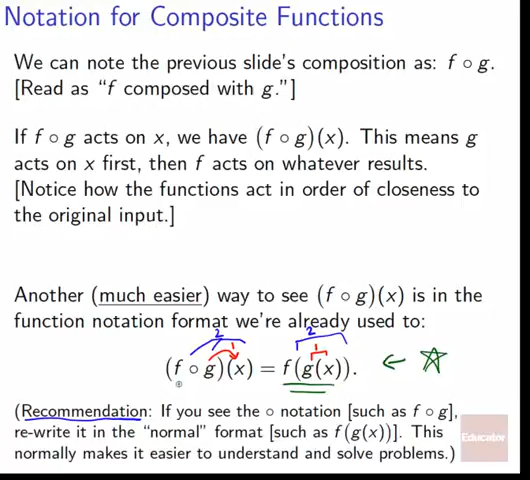 Notation for Composite Functions
We can note the previous slide's composition as: f ∘ g.
[Read as "f composed with g."]
If f ∘ g acts on x, we have (f ∘ g)(x). This means g
acts on x first, then f acts on whatever results.
[Notice how the functions act in order of closeness to
the original input.]
Another (much easier) way to see (f ∘ g)(x) is in the
function notation format we're already used to:
2 1 2 1
(f ∘ g)(x) = f(g(x)). ← ☆
(Recommendation: If you see the ∘ notation [such as f ∘ g],
re-write it in the "normal" format [such as f(g(x))]. This
normally makes it easier to understand and solve problems.)
Educator